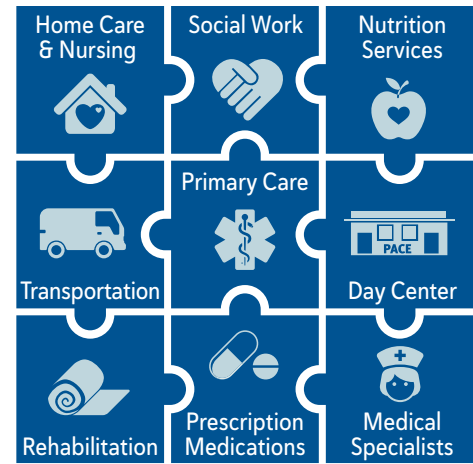 Home Care
& Nursing
Social Work
Nutrition
Services
Transportation
Primary Care
PACE
Day Center
Rehabilitation
Prescription
Medications
Medical
Specialists